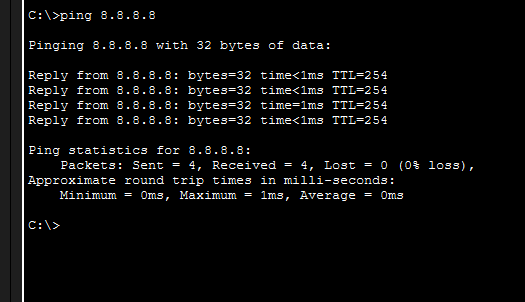 C:\>ping 8.8.8.8
Pinging 8.8.8.8 with 32 bytes of data:
Reply from 8.8.8.8: bytes=32 time<1ms TTL=254
Reply from 8.8.8.8: bytes=32 time<1ms TTL=254
Reply from 8.8.8.8: bytes=32 time=1ms TTL=254
Reply from 8.8.8.8: bytes=32 time<1ms TTL=254
Ping statistics for 8.8.8.8:
Packets: Sent = 4, Received = 4, Lost = 0 (0% loss),
Approximate round trip times in milli-seconds:
Minimum = 0ms, Maximum = 1ms, Average = 0ms
C:\>